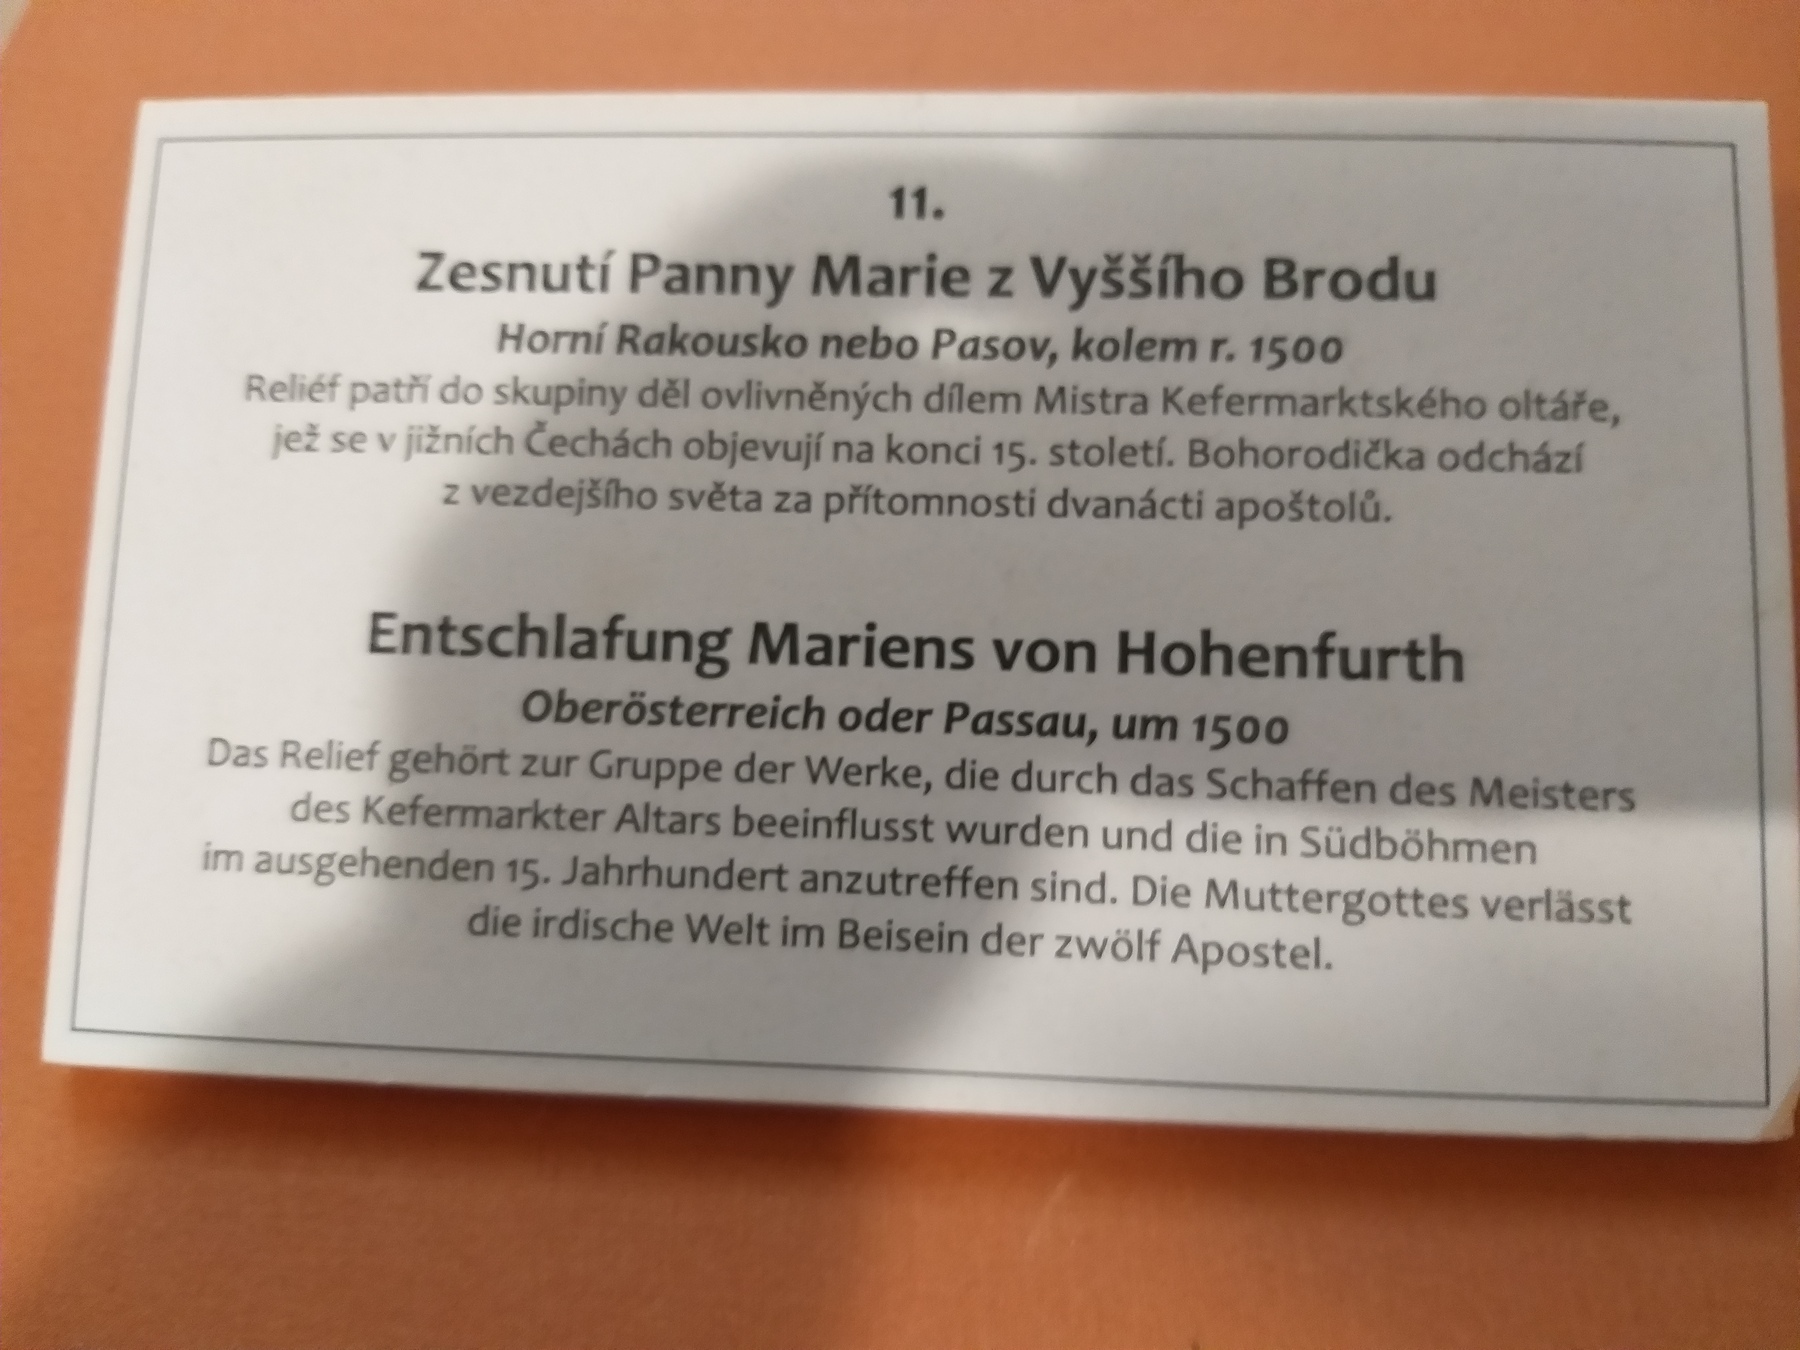 11.
Zesnutí Panny Marie z Vyššího Brodu
Horní Rakousko nebo Pasov, kolem r. 1500
Reliéf patří do skupiny děl ovlivněných dílem Mistra Kefermarktského oltáře,
jež se v jižních Čechách objevují na konci 15. století. Bohorodička odchází
z vezdejšího světa za přítomnosti dvanácti apoštolů.
Entschlafung Mariens von Hohenfurth
Oberösterreich oder Passau, um 1500
Das Relief gehört zur Gruppe der Werke, die durch das Schaffen des Meisters
des Kefermarkter Altars beeinflusst wurden und die in Südböhmen
im ausgehenden 15. Jahrhundert anzutreffen sind. Die Muttergottes verlässt
die irdische Welt im Beisein der zwölf Apostel.